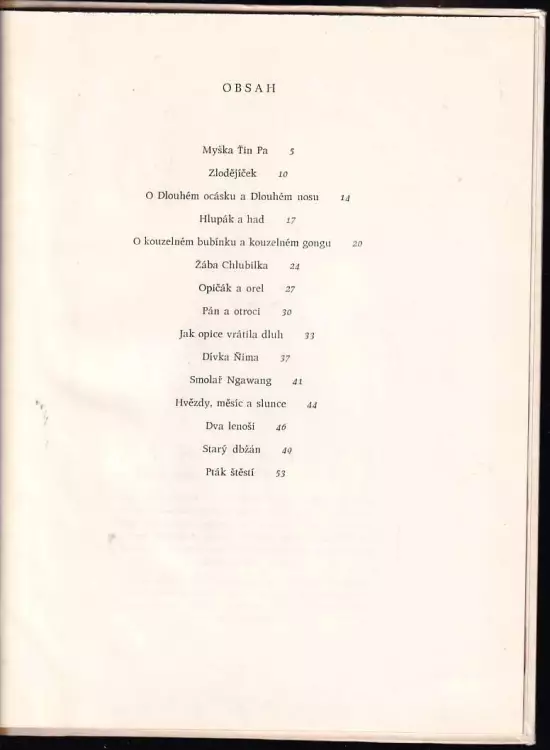 OBSAH
Myška Ťin Pa 5
Zlodějíček 10
O Dlouhém ocásku a Dlouhém nosu 14
Hlupák a had 17
O kouzelném bubínku a kouzelném gongu 20
Žába Chlubilka 24
Opičák a orel 27
Pán a otroci 30
Jak opice vrátila dluh 33
Dívka Ňima 37
Smolař Ngawang 41
Hvězdy, měsíc a slunce 44
Dva lenoši 46
Starý džbán 49
Pták štěstí 53